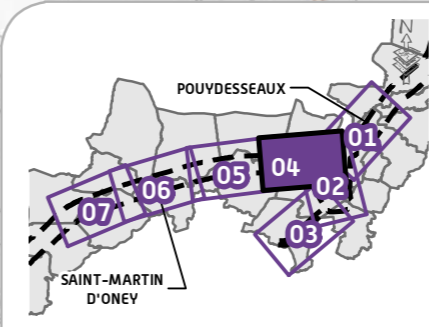 N
POUYDESSEAUX
01
04
05
02
06
07
03
SAINT-MARTIN
D'ONEY